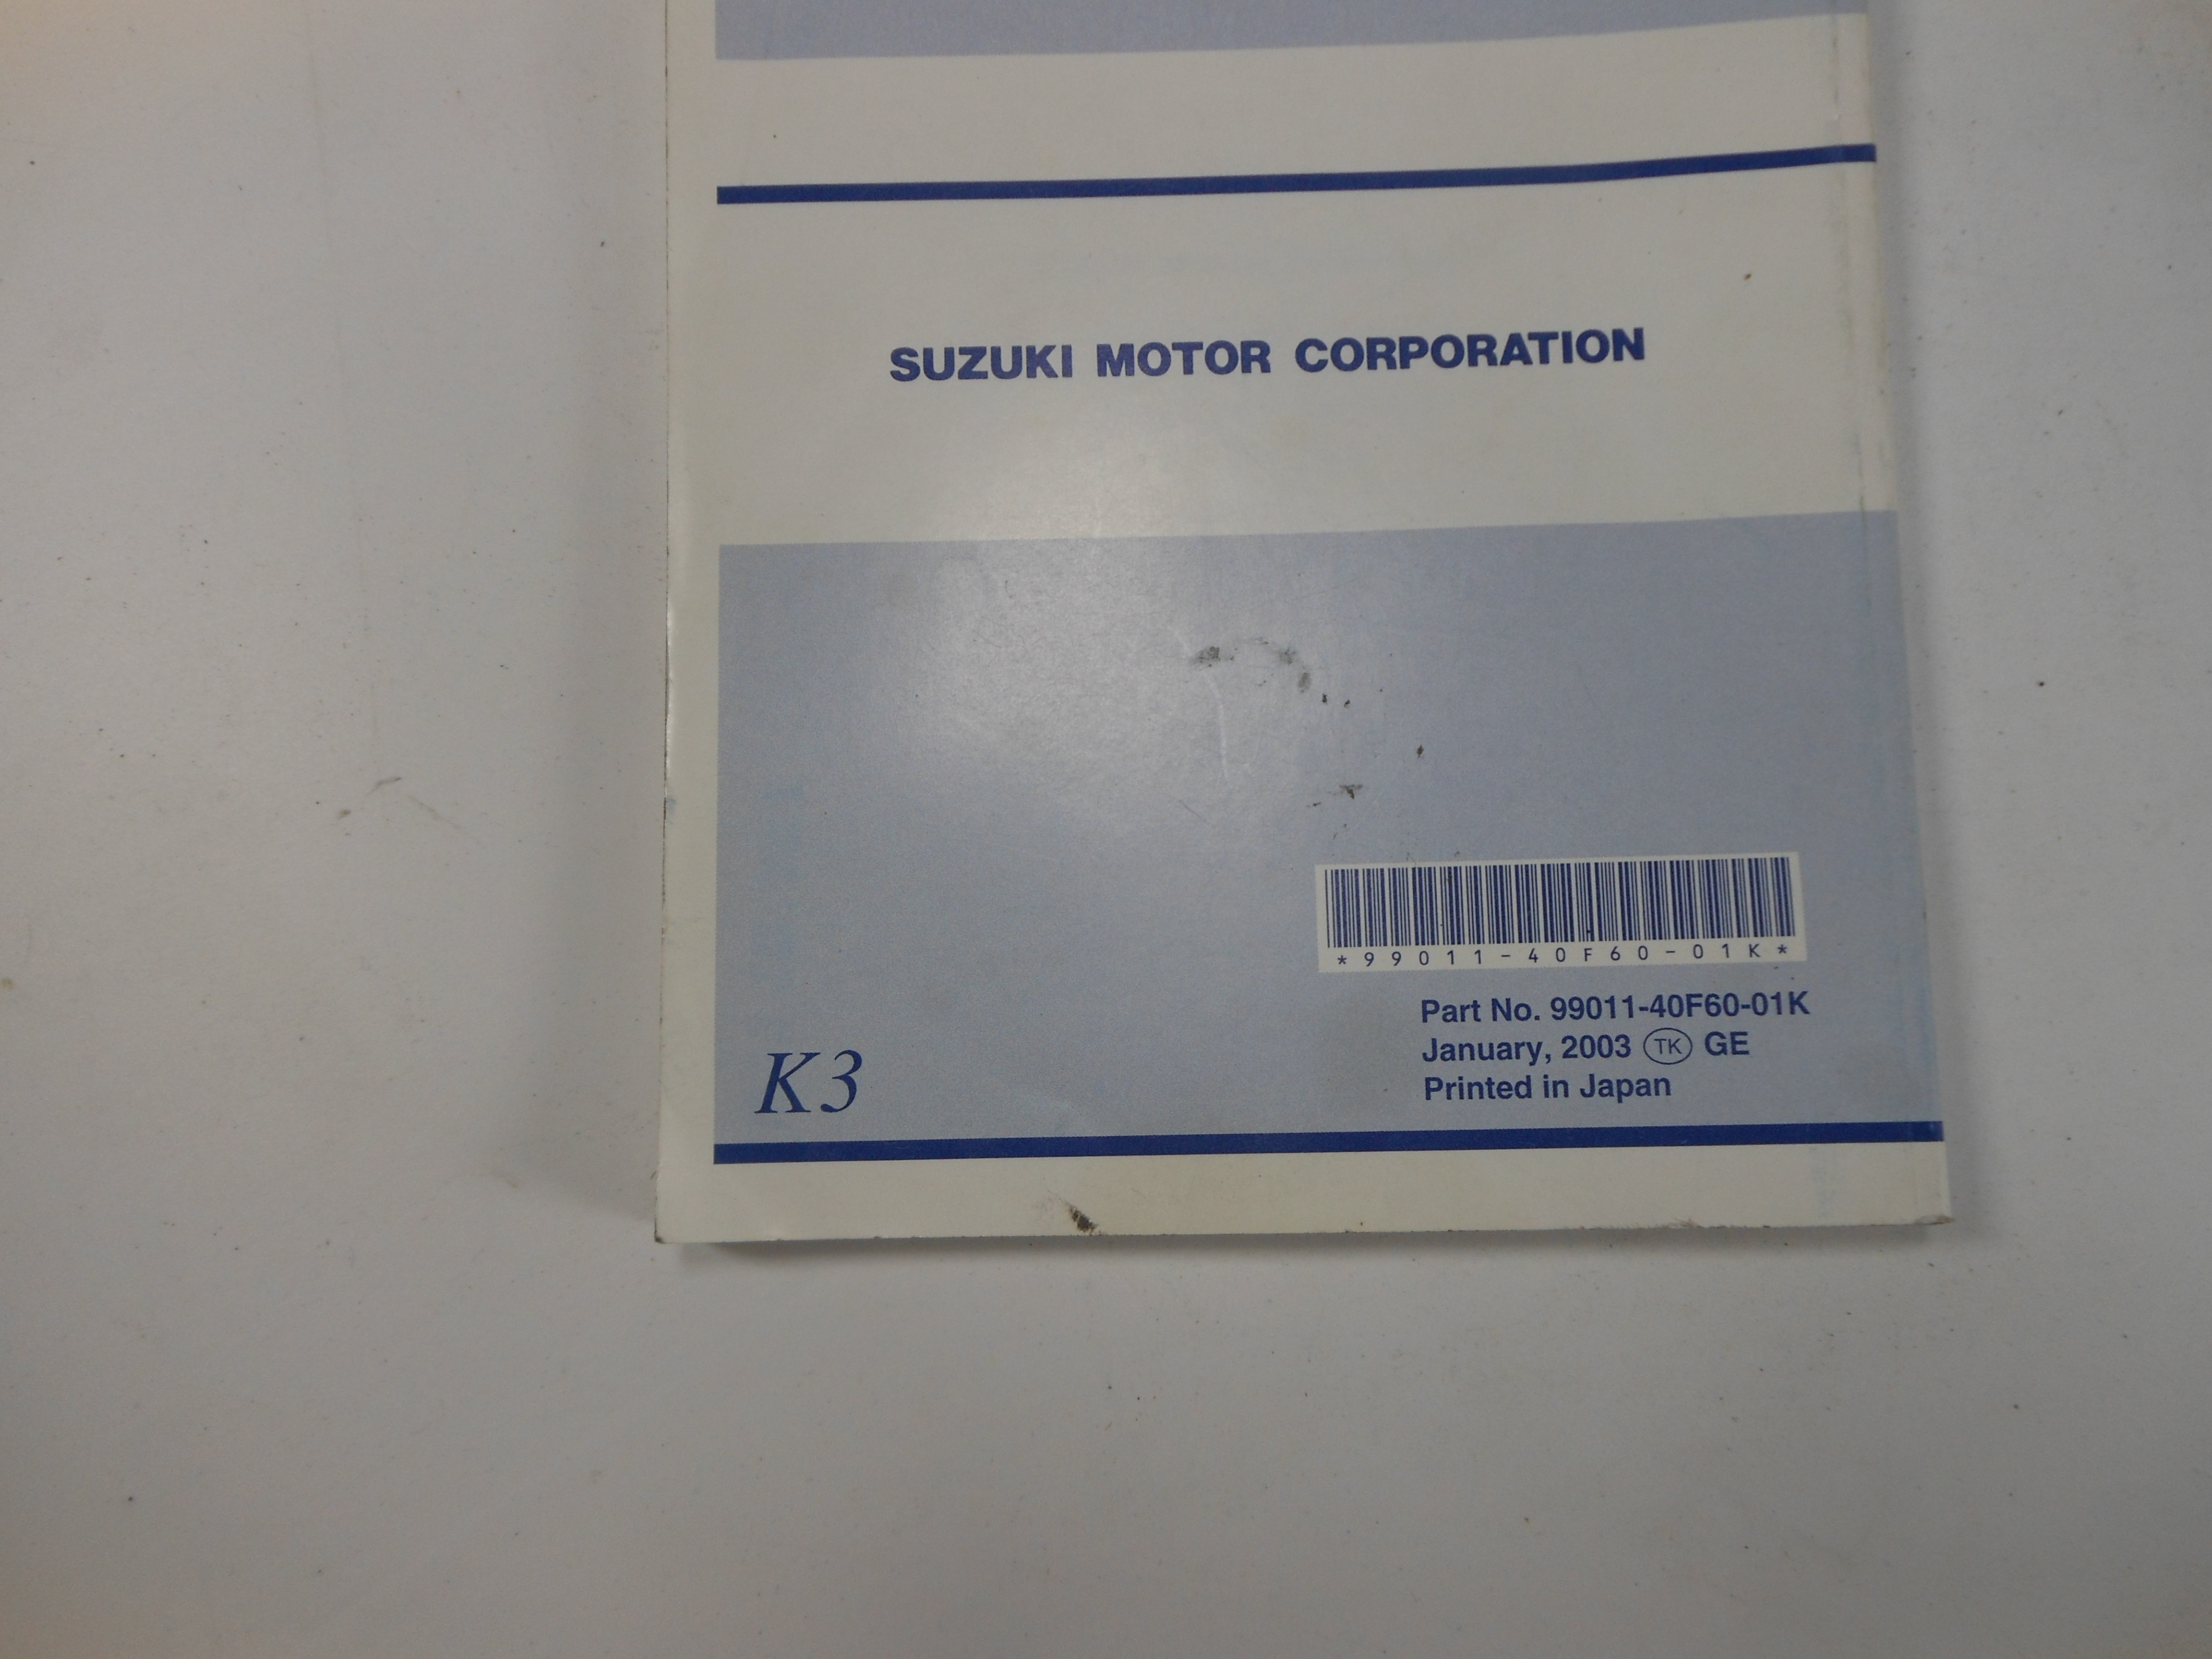 SUZUKI MOTOR CORPORATION
*99011-40F60-01K*
Part No. 99011-40F60-01K
January, 2003 TK GE
Printed in Japan
K3